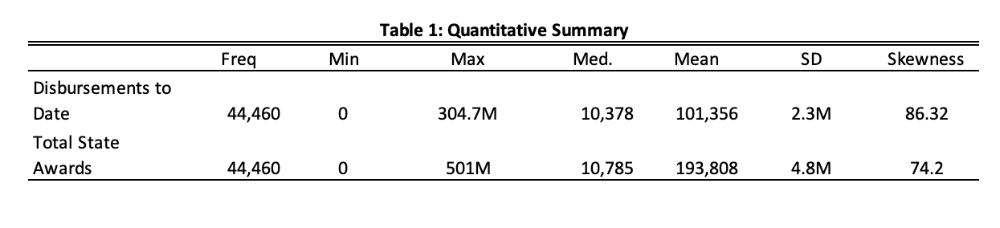 Table 1: Quantitative Summary
Freq Min Max Med. Mean SD Skewness
Disbursements to
Date 44,460 0 304.7M 10,378 101,356 2.3M 86.32
Total State
Awards 44,460 0 501M 10,785 193,808 4.8M 74.2